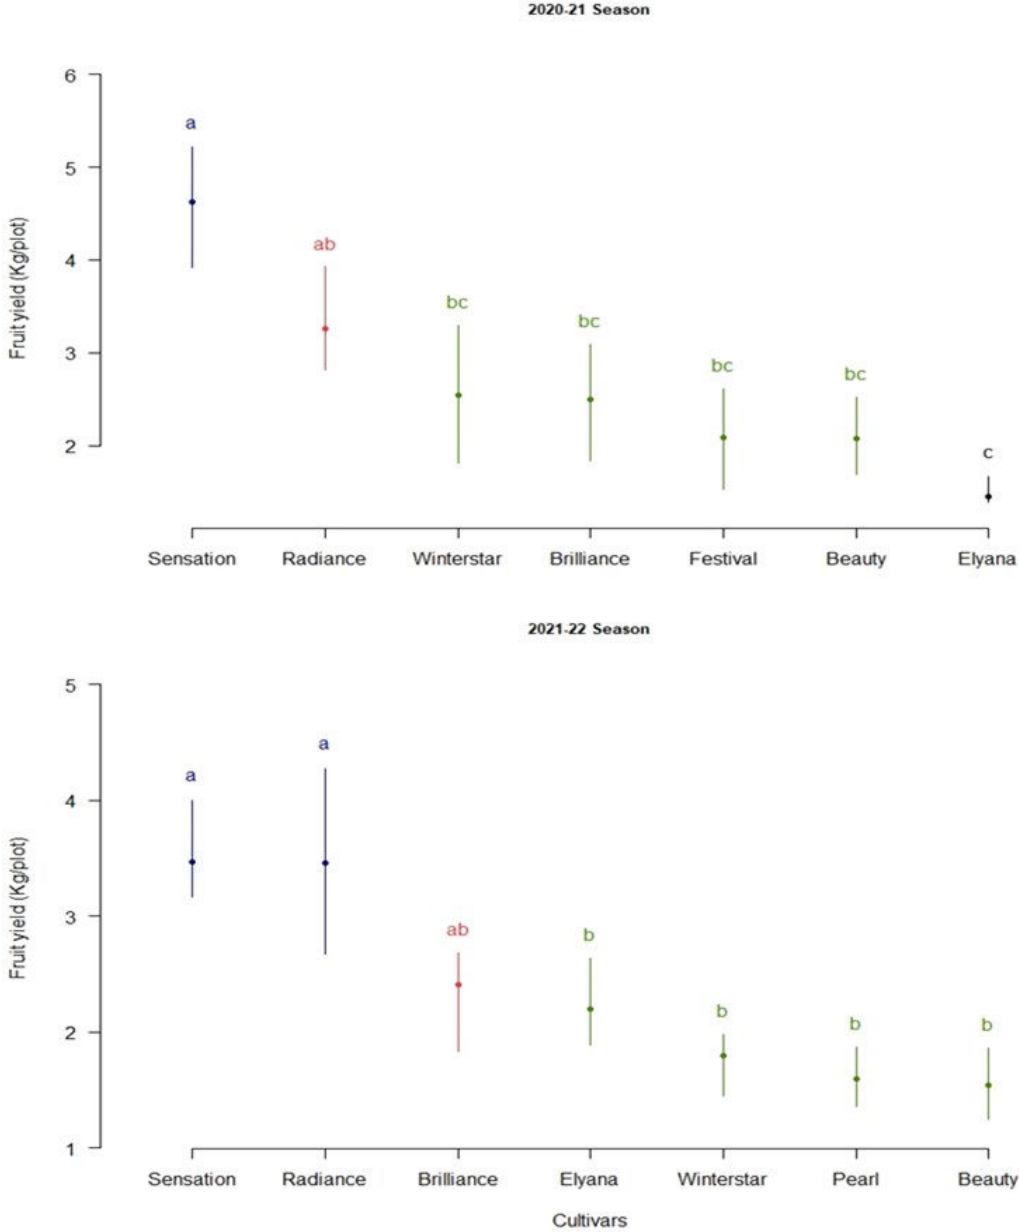 2020-21 Season
6
5
4
3
2
Fruit yield (Kg/plot)
a
ab
bc
bc
bc
bc
c
Sensation Radiance Winterstar Brilliance Festival Beauty Elyana
2021-22 Season
5
4
3
2
1
Fruit yield (Kg/plot)
a
a
ab
b
b
b
b
Sensation Radiance Brilliance Elyana Winterstar Pearl Beauty
Cultivars